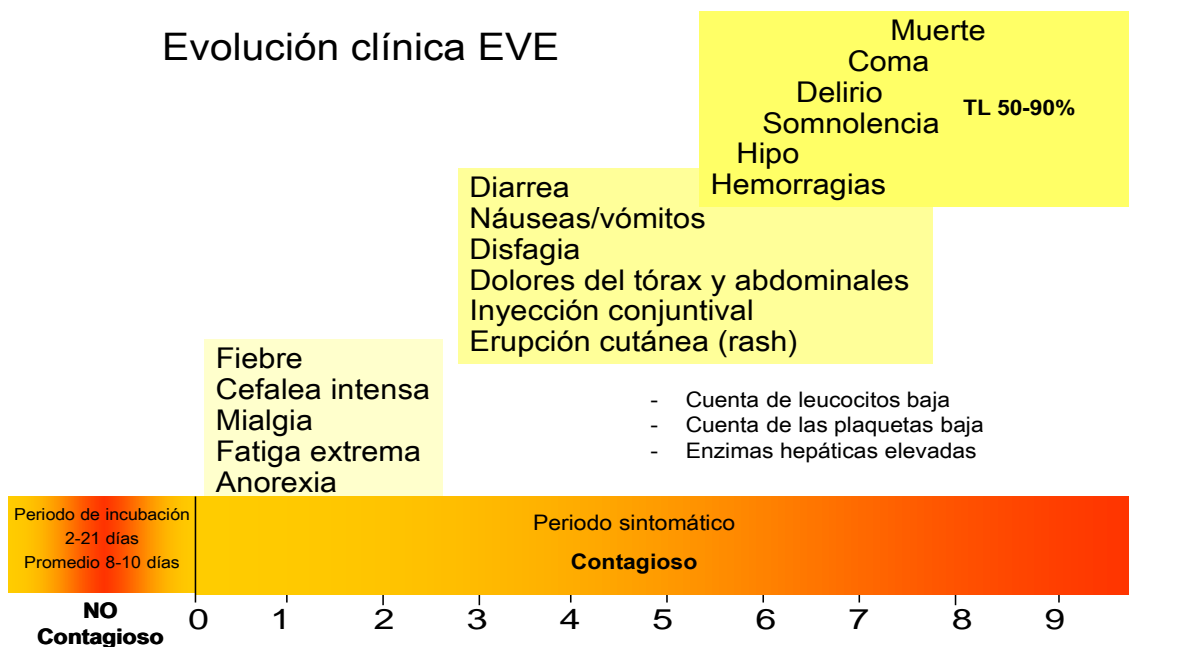 Evolución clínica EVE
Muerte
Coma
Delirio
TL 50-90%
Somnolencia
Hipo
Hemorragias
Diarrea
Náuseas/vómitos
Disfagia
Dolores del tórax y abdominales
Inyección conjuntival
Erupción cutánea (rash)
Fiebre
Cefalea intensa
Mialgia
Fatiga extrema
Anorexia
- Cuenta de leucocitos baja
- Cuenta de las plaquetas baja
- Enzimas hepáticas elevadas
Periodo de incubación
2-21 días
Promedio 8-10 días
Periodo sintomático
Contagioso
NO
Contagioso
0 1 2 3 4 5 6 7 8 9